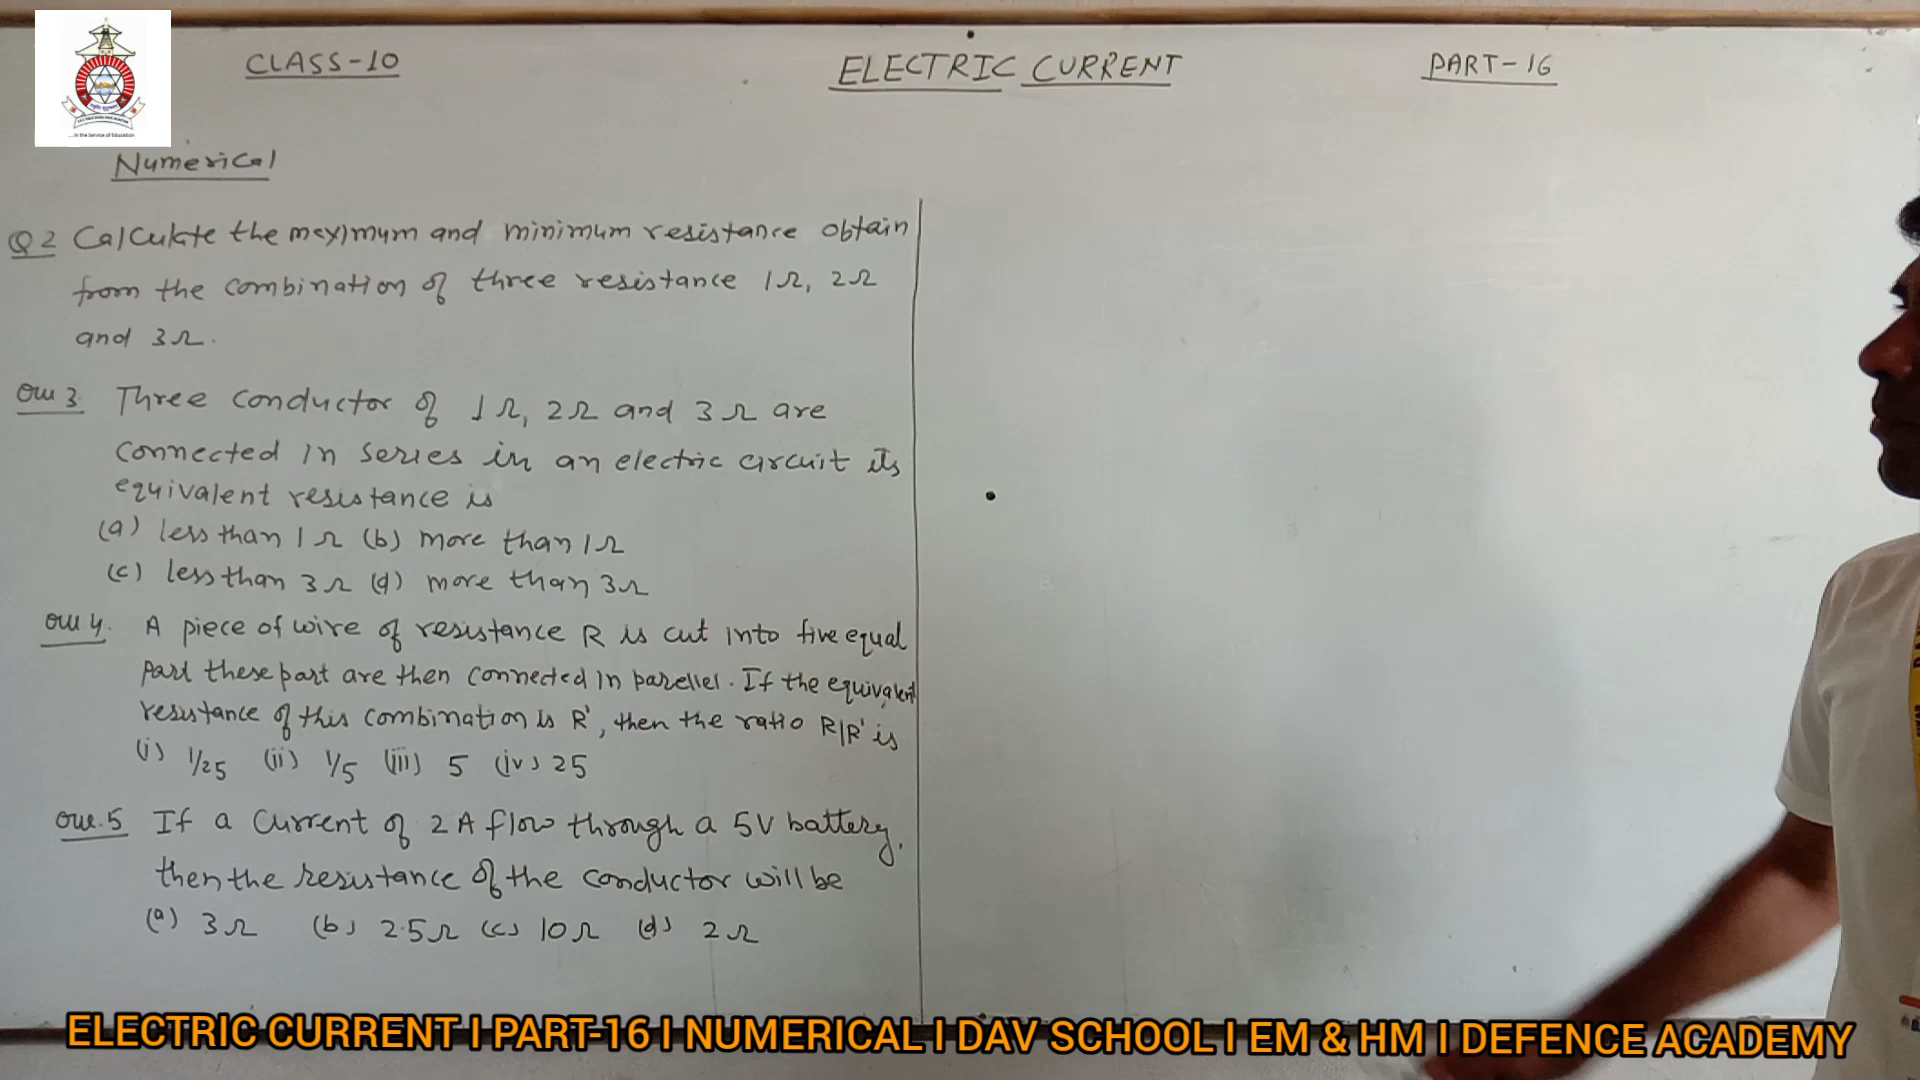 CLASS-10
ELECTRIC CURRENT
PART-16
...In the Service of Education
Numerical
Q2 Calculate the maximum and minimum resistance obtain
from the combination of three resistance 1Ω, 2Ω
and 3Ω.
Que 3. Three conductor of 1Ω, 2Ω and 3Ω are
connected in series in an electric circuit its
equivalent resistance is
(a) less than 1Ω (b) more than 1Ω
(c) less than 3Ω (d) more than 3Ω
Que 4. A piece of wire of resistance R is cut into five equal
part these part are then connected in parellel. If the equivalent
resistance of this combination is R', then the ratio R/R' is
(i) 1/25 (ii) 1/5 (iii) 5 (iv) 25
Que.5 If a current of 2A flow through a 5V battery.
then the resistance of the conductor will be
(a) 3Ω (b) 2.5Ω (c) 10Ω (d) 2Ω
ELECTRIC CURRENT I PART-16 I NUMERICAL I DAV SCHOOL I EM & HM I DEFENCE ACADEMY